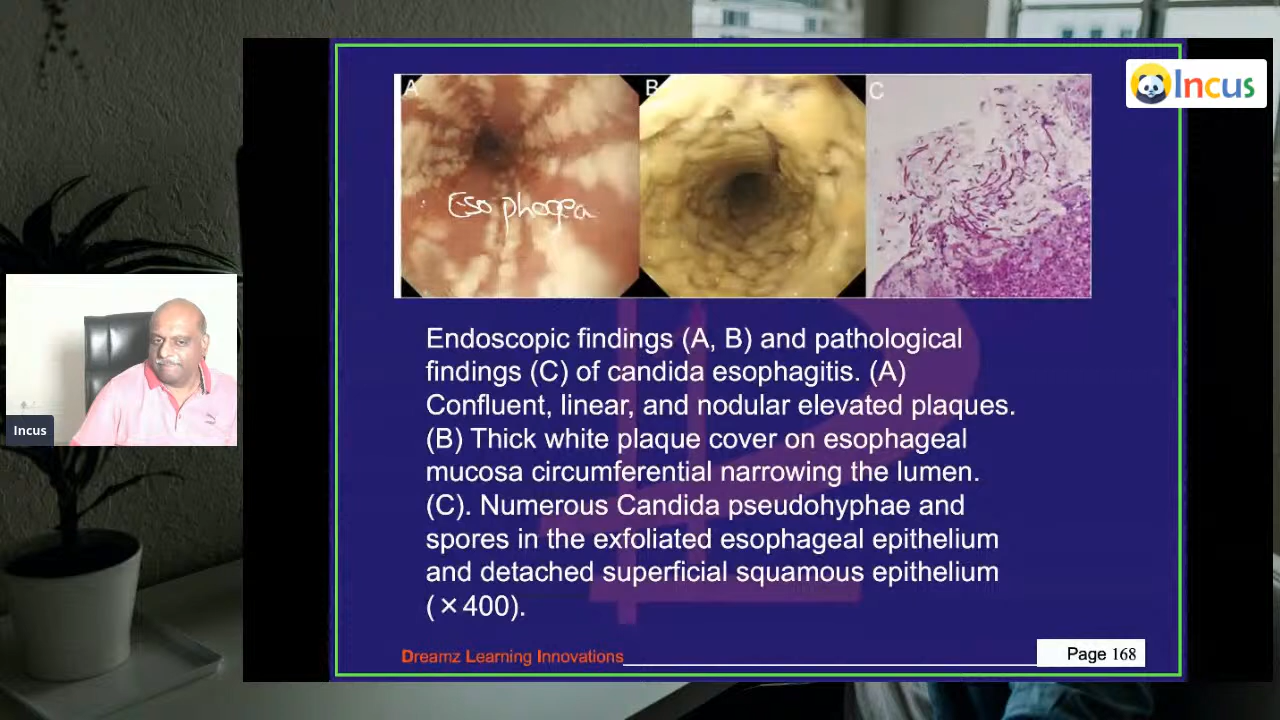 A
B
C
Incus
Esophagea
Endoscopic findings (A, B) and pathological
findings (C) of candida esophagitis. (A)
Confluent, linear, and nodular elevated plaques.
(B) Thick white plaque cover on esophageal
mucosa circumferential narrowing the lumen.
(C). Numerous Candida pseudohyphae and
spores in the exfoliated esophageal epithelium
and detached superficial squamous epithelium
(×400).
Incus
Dreamz Learning Innovations
Page 168